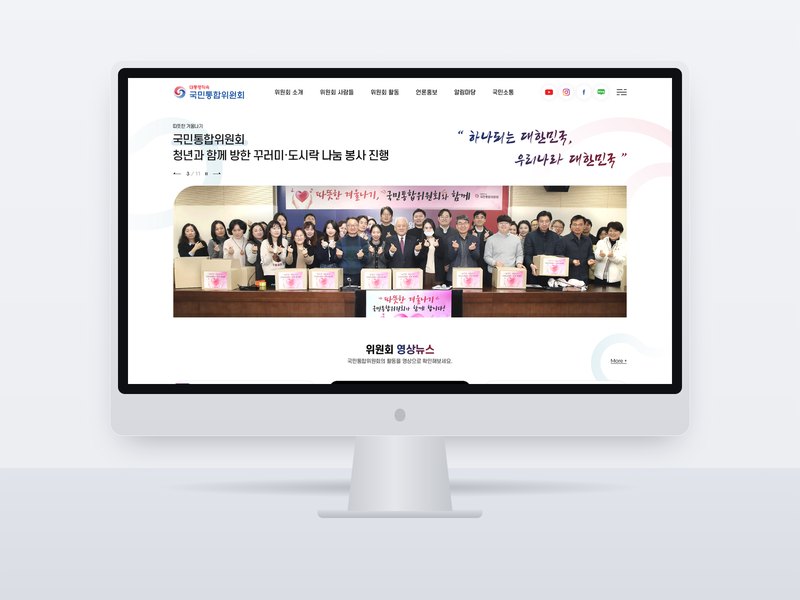 대통령직속
국민통합위원회
위원회 소개 위원회 사람들 위원회 활동 언론홍보 알림마당 국민소통
따뜻한 겨울나기
국민통합위원회
청년과 함께 방한 꾸러미·도시락 나눔 봉사 진행
3 / 11
“ 하나되는 대한민국,
우리나라 대한민국 ”
따뜻한 겨울나기, 국민통합위원회와 함께
“따뜻한 겨울나기”
국민통합위원회가 함께 합니다!
위원회 영상뉴스
국민통합위원회의 활동을 영상으로 확인해보세요.
More +